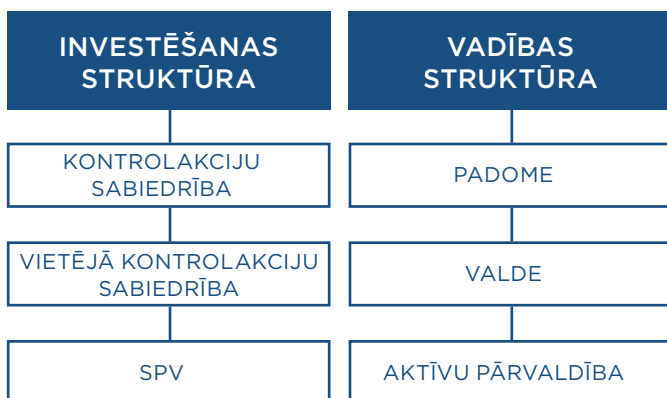 INVESTĒŠANAS
STRUKTŪRA
KONTROLAKCIJU
SABIEDRĪBA
VIETĒJĀ KONTROLAKCIJU
SABIEDRĪBA
SPV
VADĪBAS
STRUKTŪRA
PADOME
VALDE
AKTĪVU PĀRVALDĪBA